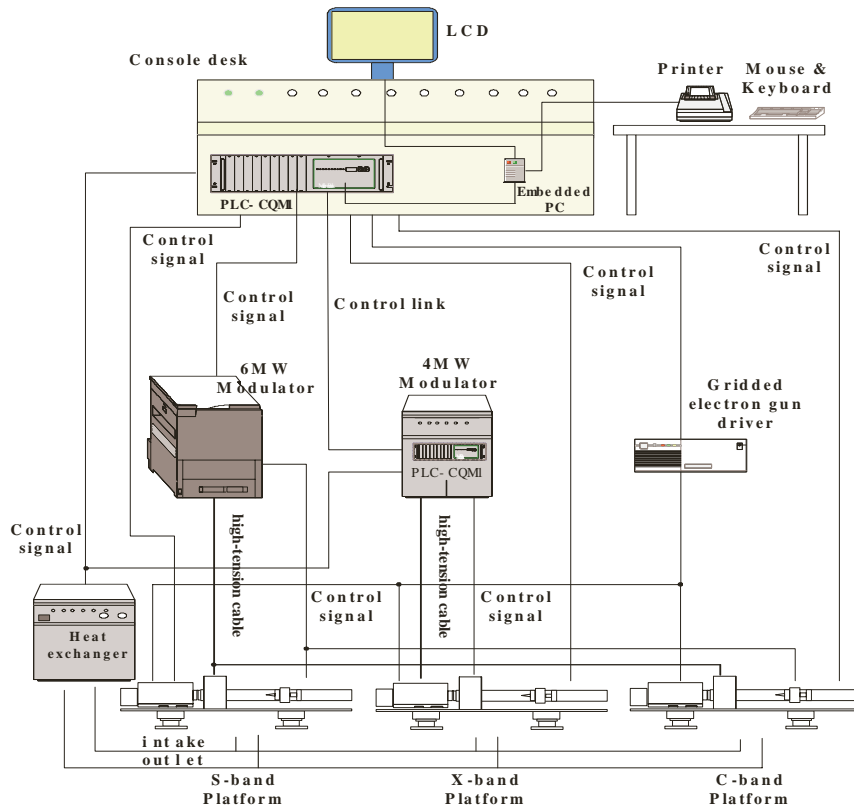 LCD
Console desk
Printer
Mouse &
Keyboard
PLC-CQM1
Embedded
PC
Control
signal
Control
signal
Control link
Control
signal
Control
signal
6MW
Modulator
4MW
Modulator
Gridded
electron gun
driver
PLC-CQM1
Control
signal
high-tension cable
high-tension cable
Control
signal
Control
signal
Heat
exchanger
intake
outlet
S-band
Platform
X-band
Platform
C-band
Platform